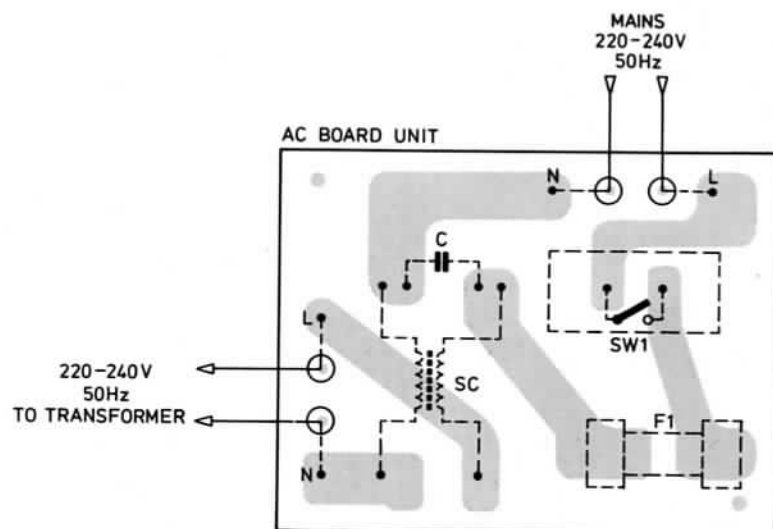 MAINS
220-240V
50Hz
AC BOARD UNIT
N
L
C
L
SW1
220-240V
50Hz
TO TRANSFORMER
SC
F1
N